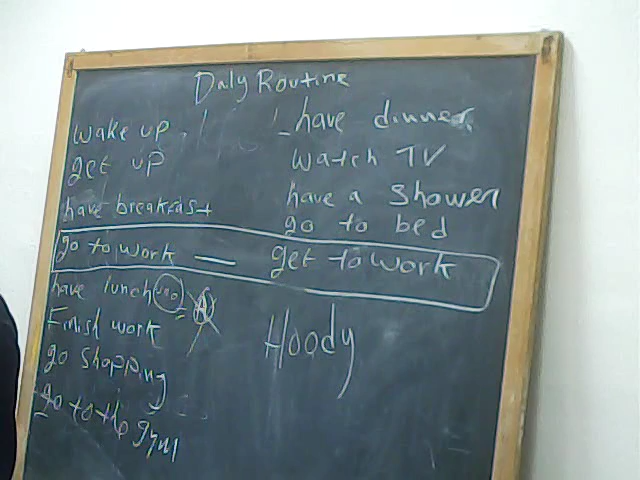 Daly Routine
wake up
get up
have breakfast
go to work — get to work
have lunch
Finish work
go shopping
go to the gym
have dinner
watch TV
have a shower
go to bed
Hoody